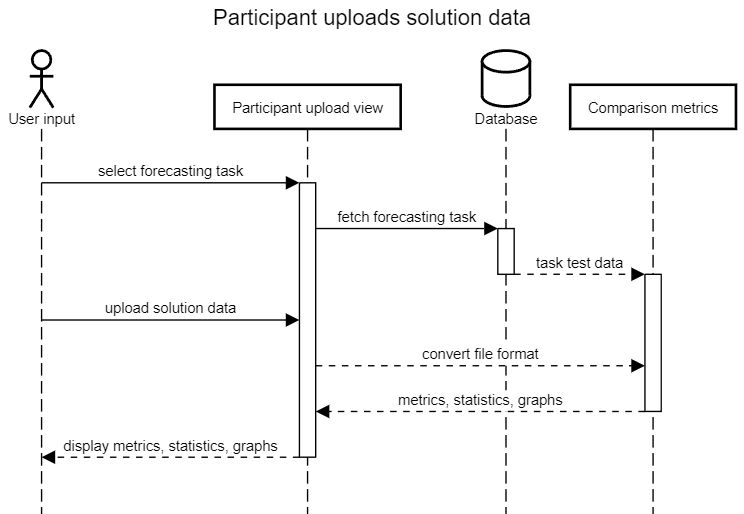 Participant uploads solution data
User input
Participant upload view
Database
Comparison metrics
select forecasting task
fetch forecasting task
task test data
upload solution data
convert file format
metrics, statistics, graphs
display metrics, statistics, graphs